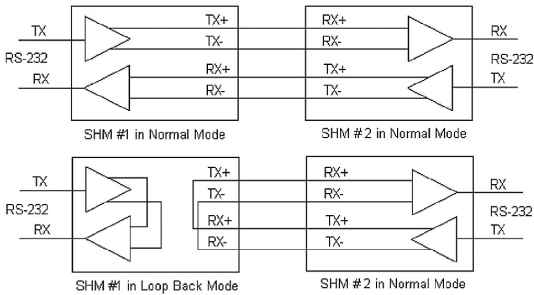 TX TX+ RX+ RX
TX- RX-
RS-232 RS-232
RX+ TX+
RX RX- TX- TX
SHM #1 in Normal Mode SHM #2 in Normal Mode
TX TX+ RX+ RX
TX- RX-
RS-232 RS-232
RX+ TX+
RX RX- TX- TX
SHM #1 in Loop Back Mode SHM #2 in Normal Mode